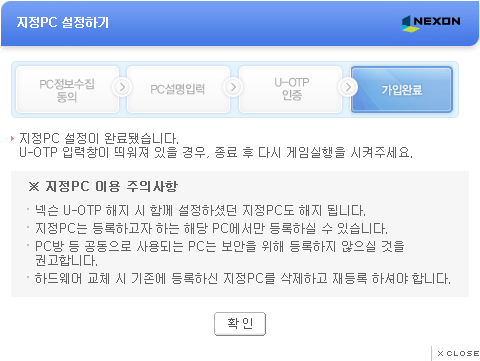 지정PC 설정하기
NEXON
PC정보수집
동의
PC설명입력
U-OTP
인증
가입완료
지정PC 설정이 완료됐습니다.
U-OTP 입력창이 띄워져 있을 경우, 종료 후 다시 게임실행을 시켜주세요.
※ 지정PC 이용 주의사항
· 넥슨 U-OTP 해지 시 함께 설정하셨던 지정PC도 해지 됩니다.
· 지정PC는 등록하고자 하는 해당 PC에서만 등록하실 수 있습니다.
· PC방 등 공동으로 사용되는 PC는 보안을 위해 등록하지 않으실 것을
권고합니다.
· 하드웨어 교체 시 기존에 등록하신 지정PC를 삭제하고 재등록 하셔야 합니다.
확인
X CLOSE